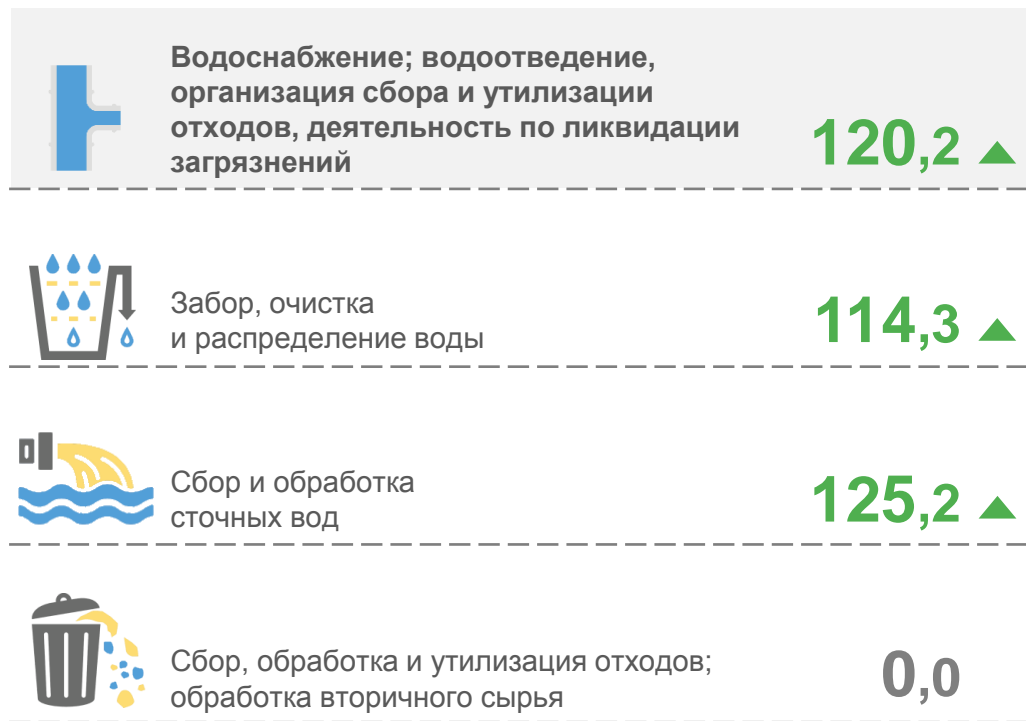 Водоснабжение; водоотведение,
организация сбора и утилизации
отходов, деятельность по ликвидации
загрязнений
120,2
Забор, очистка
и распределение воды
114,3
Сбор и обработка
сточных вод
125,2
Сбор, обработка и утилизация отходов;
обработка вторичного сырья
0,0